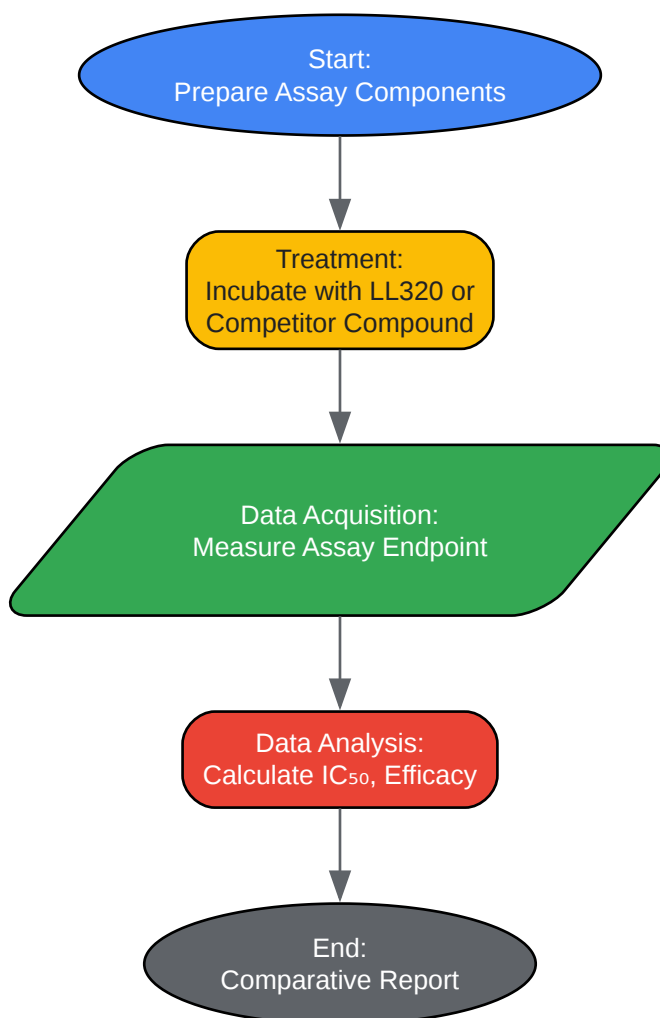 Start:
Prepare Assay Components
Treatment:
Incubate with LL320 or
Competitor Compound
Data Acquisition:
Measure Assay Endpoint
Data Analysis:
Calculate IC₅₀, Efficacy
End:
Comparative Report